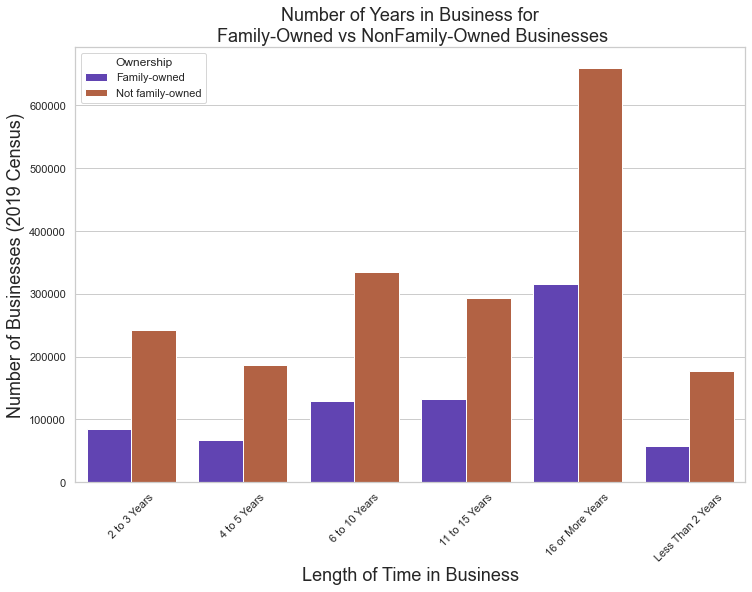 Number of Years in Business for
Family-Owned vs NonFamily-Owned Businesses
Ownership
Family-owned
Not family-owned
Number of Businesses (2019 Census)
600000
500000
400000
300000
200000
100000
0
2 to 3 Years
4 to 5 Years
6 to 10 Years
11 to 15 Years
16 or More Years
Less Than 2 Years
Length of Time in Business